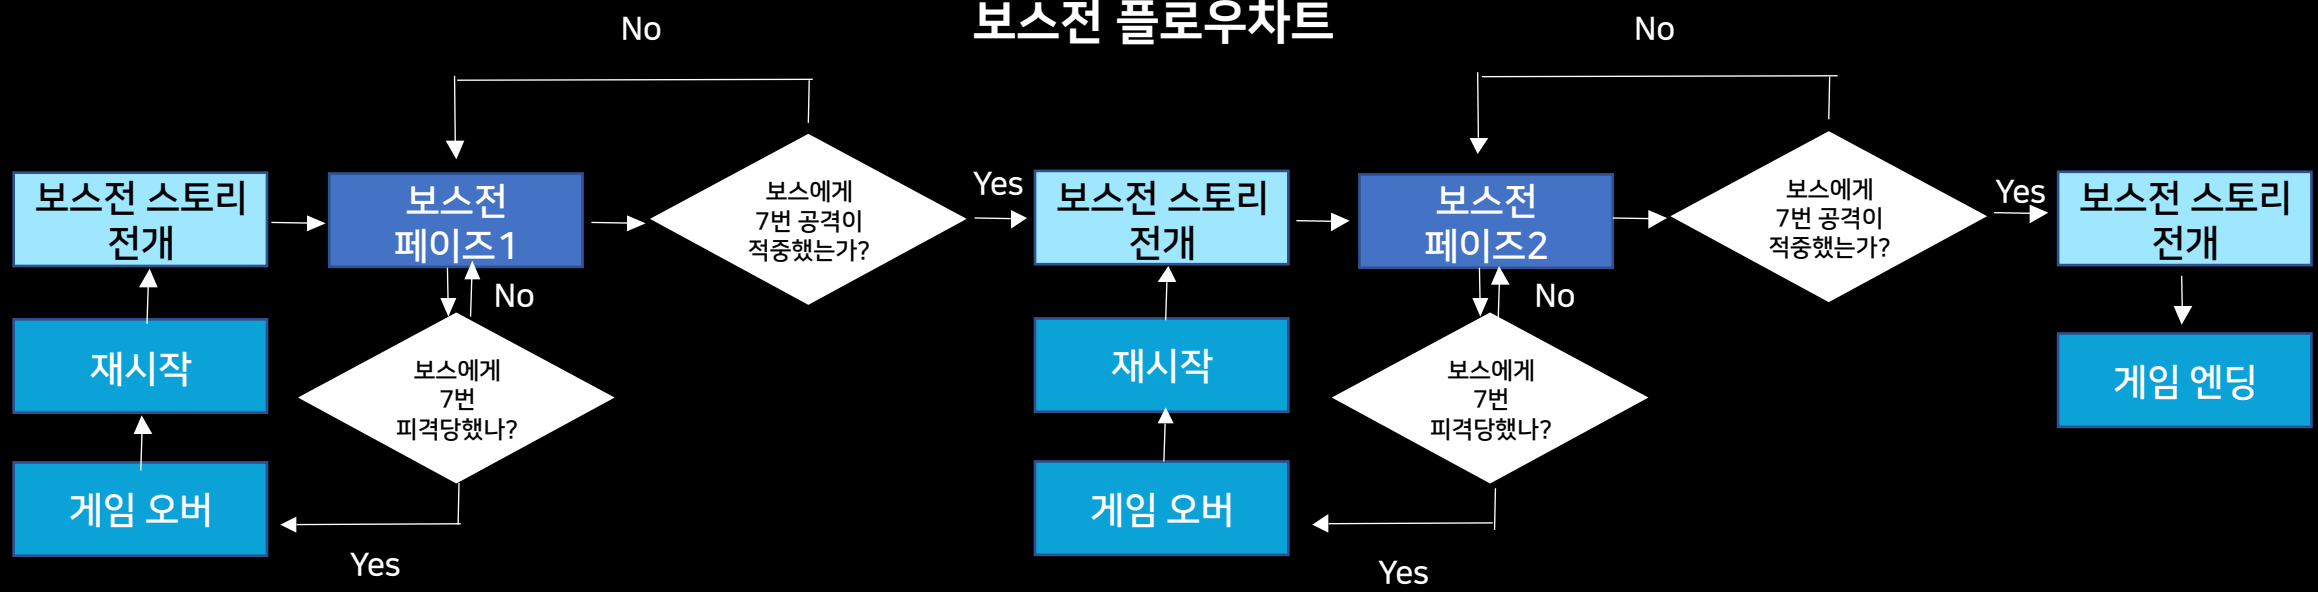 보스전 플로우차트
No
No
보스전 스토리
전개
보스전
페이즈1
보스에게
7번 공격이
적중했는가?
Yes
보스전 스토리
전개
보스전
페이즈2
보스에게
7번 공격이
적중했는가?
Yes
보스전 스토리
전개
No
No
재시작
보스에게
7번
피격당했나?
재시작
보스에게
7번
피격당했나?
게임 엔딩
게임 오버
게임 오버
Yes
Yes